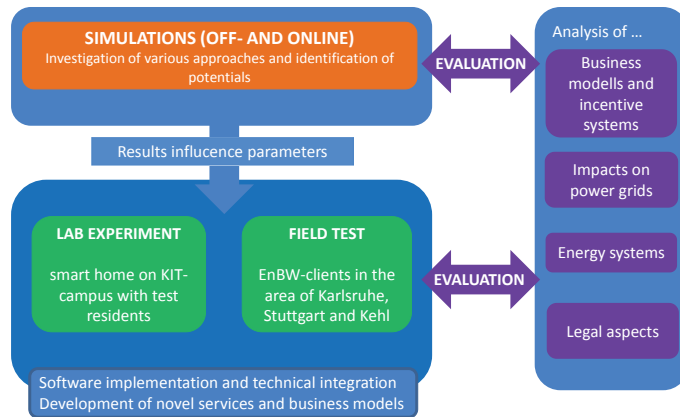 SIMULATIONS (OFF- AND ONLINE)
Investigation of various approaches and identification of
potentials
EVALUATION
Results influcence parameters
LAB EXPERIMENT
smart home on KIT-
campus with test
residents
FIELD TEST
EnBW-clients in the
area of Karlsruhe,
Stuttgart and Kehl
EVALUATION
Software implementation and technical integration
Development of novel services and business models
Analysis of ...
Business
modells and
incentive
systems
Impacts on
power grids
Energy systems
Legal aspects